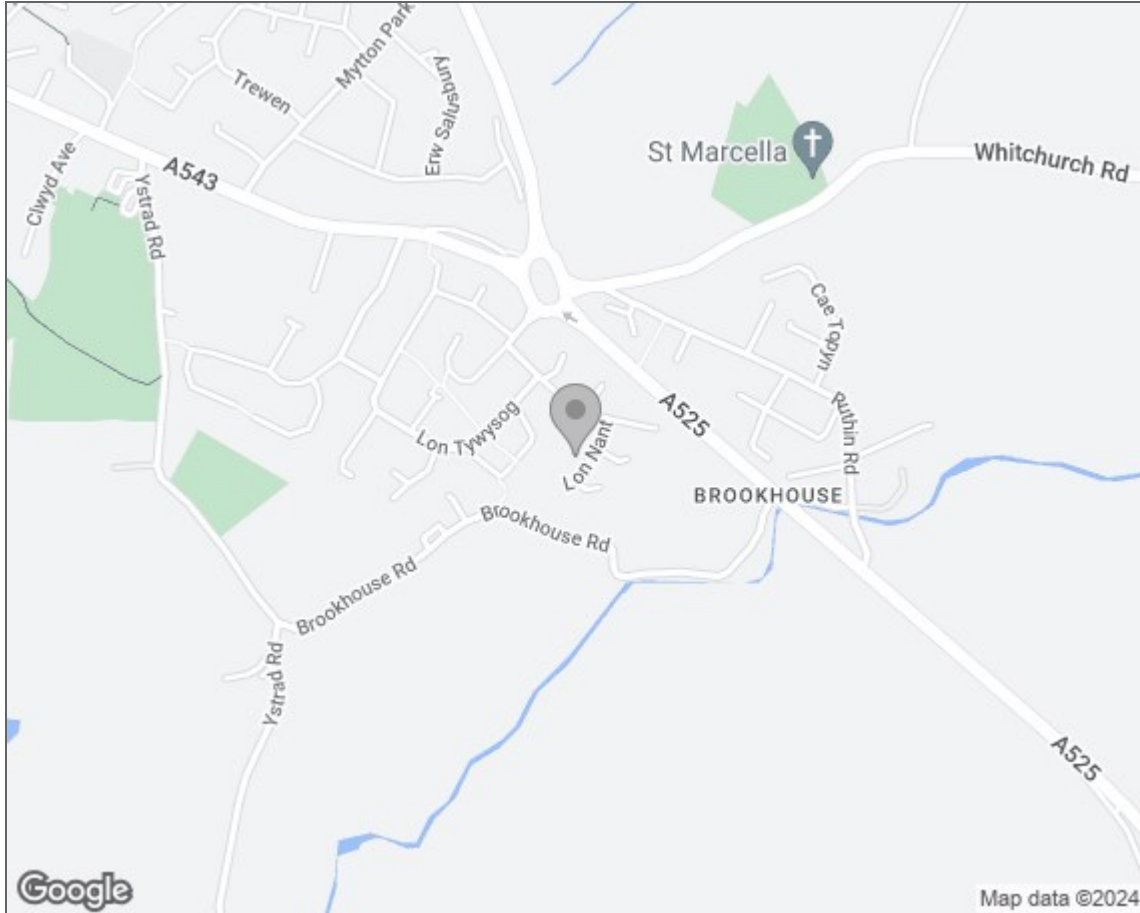 Mytton Park
Trewen
Erw Salusbury
St Marcella
Whitchurch Rd
A543
Clwyd Ave
Ystrad Rd
Cae Topyn
A525
Ruthin Rd
Lon Tywysog
Lon Nant
BROOKHOUSE
Brookhouse Rd
Brookhouse Rd
Ystrad Rd
A525
Google
Map data ©2024